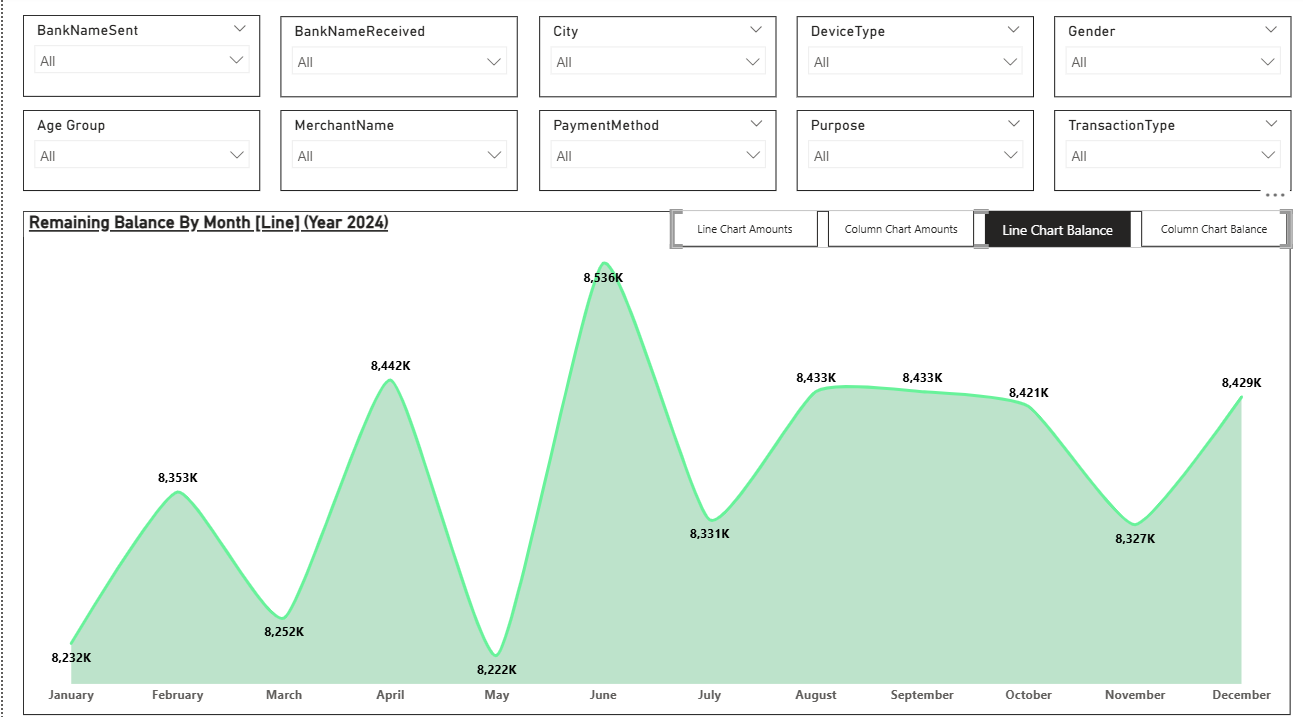 BankNameSent
All
BankNameReceived
All
City
All
DeviceType
All
Gender
All
Age Group
All
MerchantName
All
PaymentMethod
All
Purpose
All
TransactionType
All
Remaining Balance By Month [Line] (Year 2024)
Line Chart Amounts
Column Chart Amounts
Line Chart Balance
Column Chart Balance
8,232K
8,353K
8,252K
8,442K
8,222K
8,536K
8,331K
8,433K
8,433K
8,421K
8,327K
8,429K
January
February
March
April
May
June
July
August
September
October
November
December